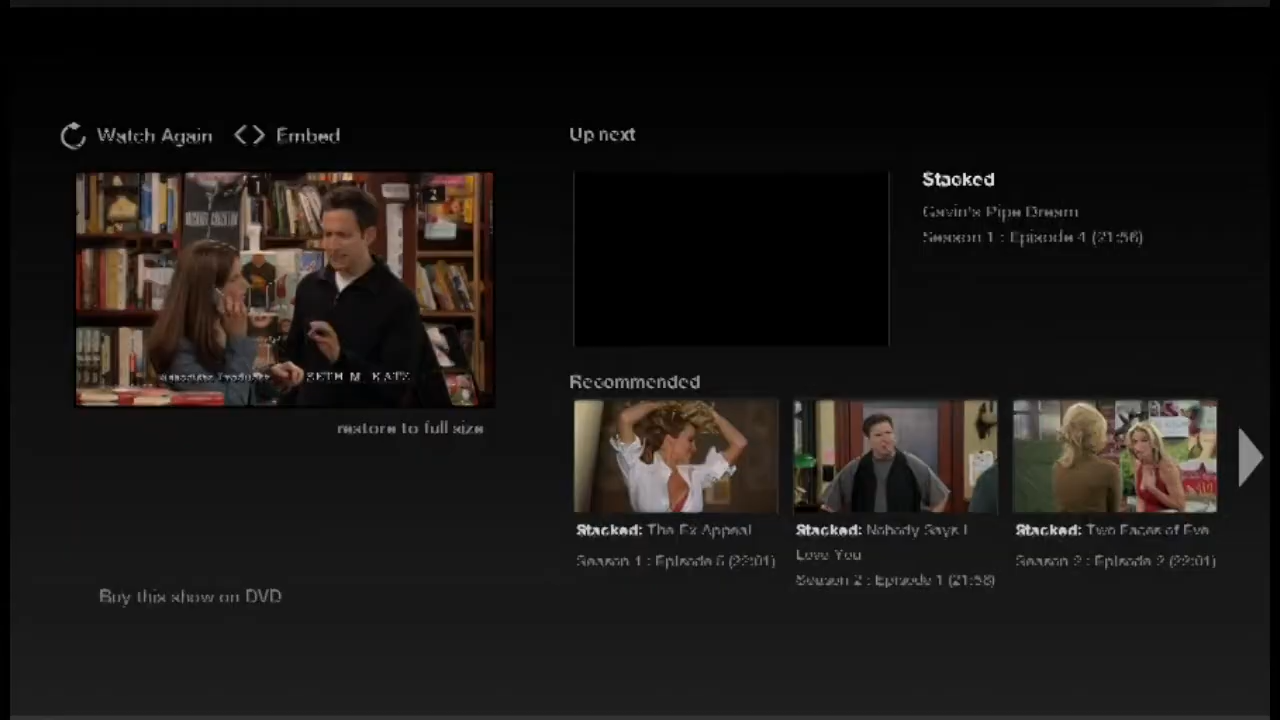 Watch Again
Embed
Up next
Stacked
Gavin's Pipe Dream
Season 1 : Episode 4 (21:56)
SETH M. KATZ
restore to full size
Recommended
Stacked: The Ex Appeal
Season 1 : Episode 5 (22:01)
Stacked: Nobody Says I
Love You
Season 2 : Episode 1 (21:58)
Stacked: Two Faces of Eve
Season 2 : Episode 2 (22:01)
Buy this show on DVD